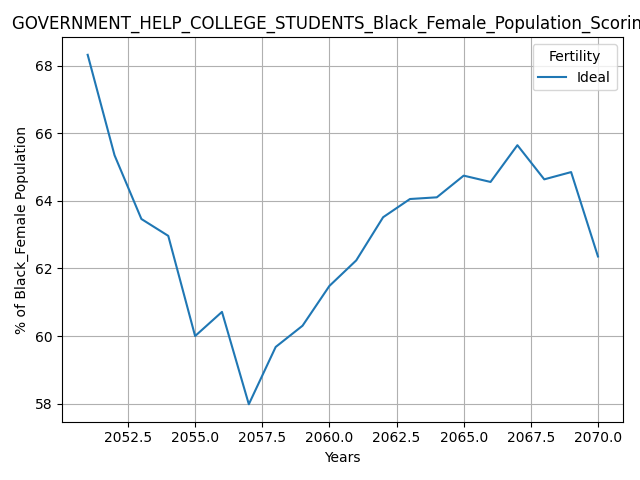 GOVERNMENT_HELP_COLLEGE_STUDENTS_Black_Female_Population_Scorin
Fertility
Ideal
% of Black_Female Population
68
66
64
62
60
58
2052.5 2055.0 2057.5 2060.0 2062.5 2065.0 2067.5 2070.0
Years